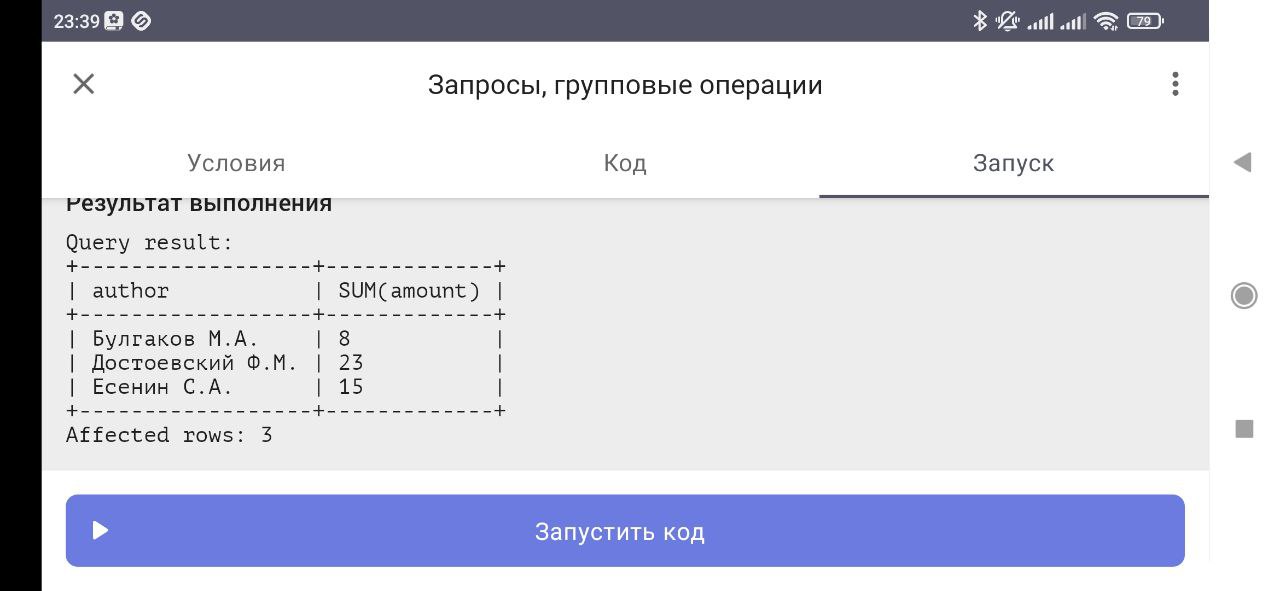 23:39 79
Запросы, групповые операции
Условия Код Запуск
Результат выполнения
Query result:
+------------------+-------------+
| author           | SUM(amount) |
+------------------+-------------+
| Булгаков М.А.    | 8           |
| Достоевский Ф.М. | 23          |
| Есенин С.А.      | 15          |
+------------------+-------------+
Affected rows: 3
Запустить код